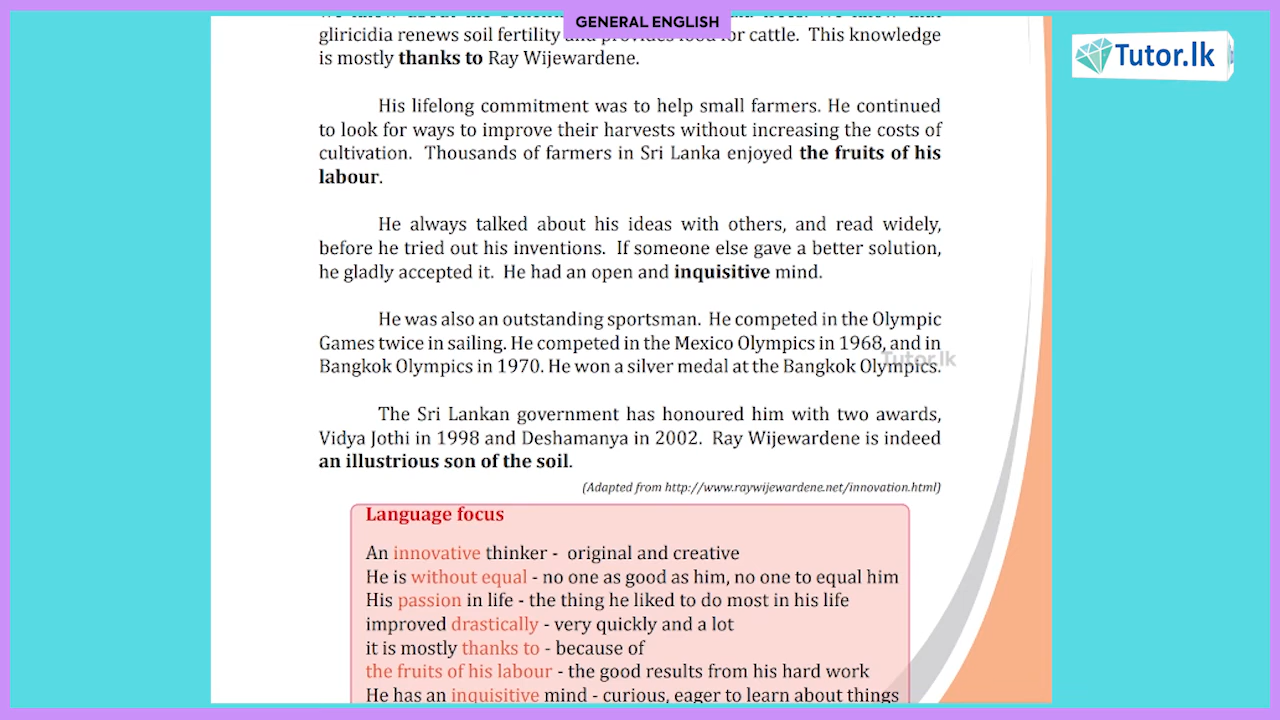 GENERAL ENGLISH
Tutor.lk
gliricidia renews soil fertility and provides food for cattle. This knowledge
is mostly thanks to Ray Wijewardene.
His lifelong commitment was to help small farmers. He continued
to look for ways to improve their harvests without increasing the costs of
cultivation. Thousands of farmers in Sri Lanka enjoyed the fruits of his
labour.
He always talked about his ideas with others, and read widely,
before he tried out his inventions. If someone else gave a better solution,
he gladly accepted it. He had an open and inquisitive mind.
He was also an outstanding sportsman. He competed in the Olympic
Games twice in sailing. He competed in the Mexico Olympics in 1968, and in
Bangkok Olympics in 1970. He won a silver medal at the Bangkok Olympics.
Tutor.lk
The Sri Lankan government has honoured him with two awards,
Vidya Jothi in 1998 and Deshamanya in 2002. Ray Wijewardene is indeed
an illustrious son of the soil.
(Adapted from http://www.raywijewardene.net/innovation.html)
Language focus
An innovative thinker - original and creative
He is without equal - no one as good as him, no one to equal him
His passion in life - the thing he liked to do most in his life
improved drastically - very quickly and a lot
it is mostly thanks to - because of
the fruits of his labour - the good results from his hard work
He has an inquisitive mind - curious, eager to learn about things